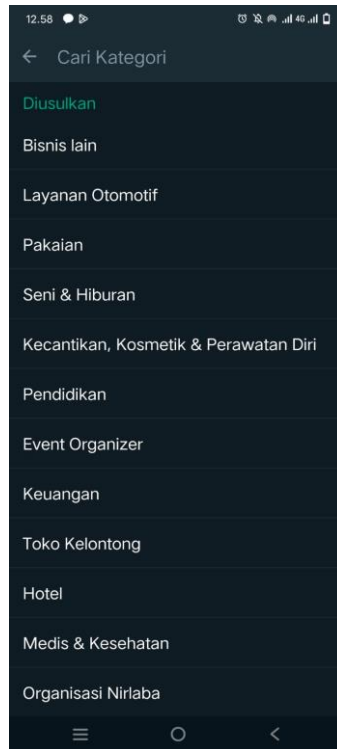 12.58
4G
Cari Kategori
Diusulkan
Bisnis lain
Layanan Otomotif
Pakaian
Seni & Hiburan
Kecantikan, Kosmetik & Perawatan Diri
Pendidikan
Event Organizer
Keuangan
Toko Kelontong
Hotel
Medis & Kesehatan
Organisasi Nirlaba